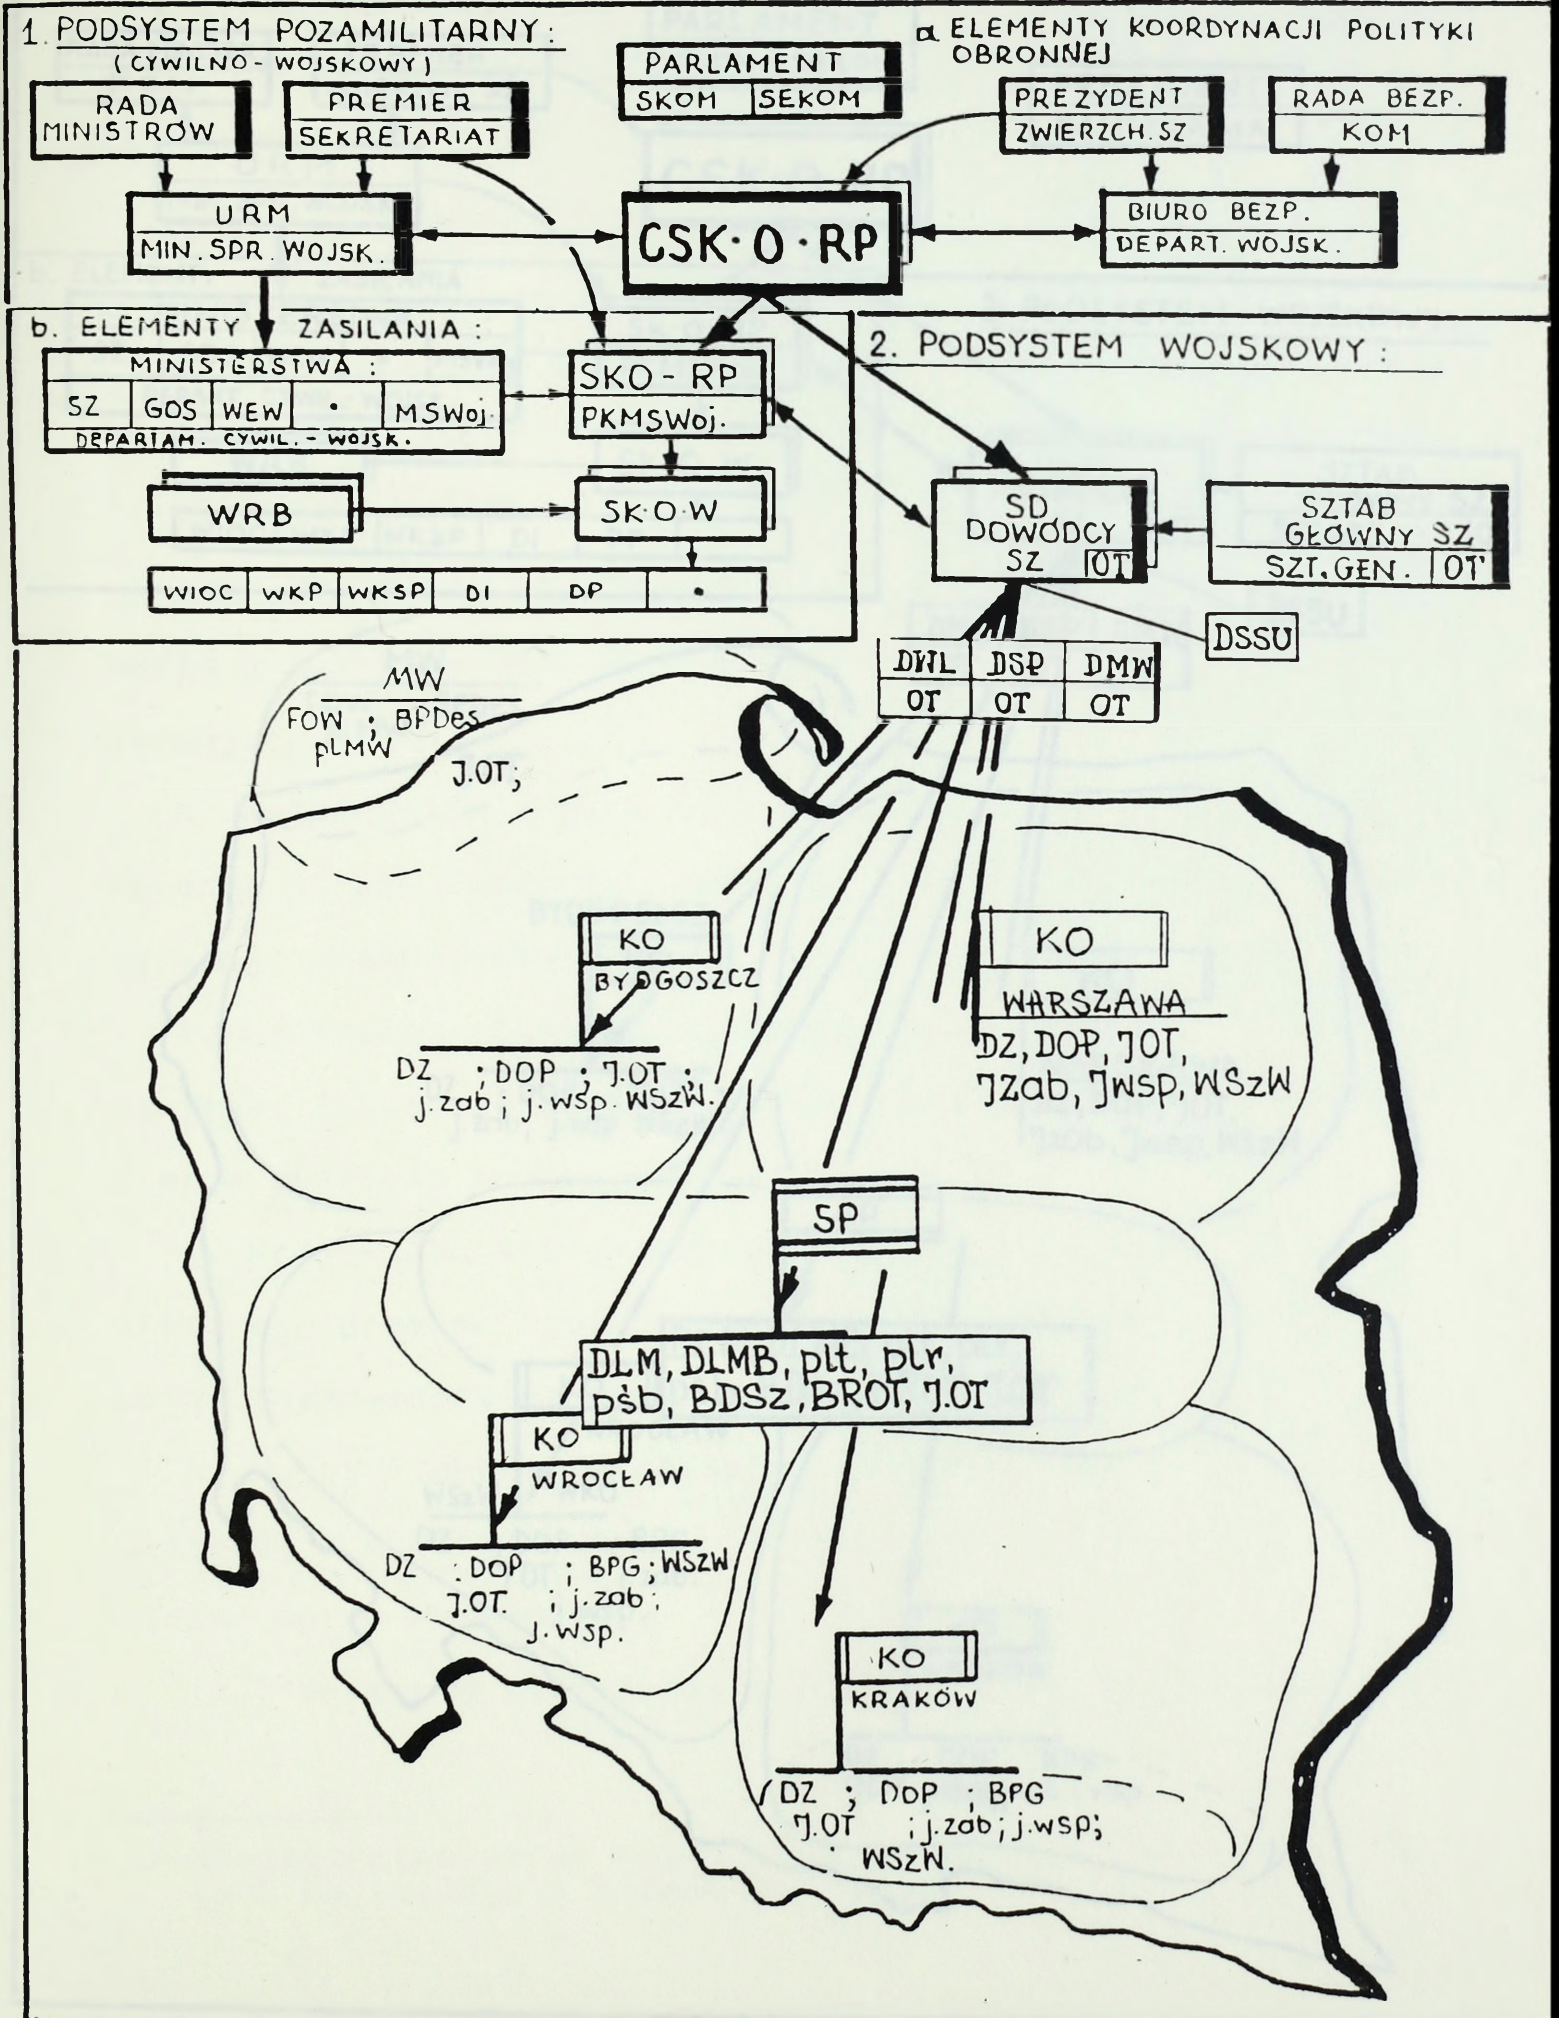 1. PODSYSTEM POZAMILITARNY:
(CYWILNO-WOJSKOWY)
a ELEMENTY KOORDYNACJI POLITYKI
OBRONNEJ
RADA
MINISTRÓW
PREMIER
SEKRETARIAT
PARLAMENT
SKOM SEKOM
PREZYDENT
ZWIERZCH. SZ
RADA BEZP.
KOM
URM
MIN. SPR. WOJSK.
CSK·O·RP
BIURO BEZP.
DEPART. WOJSK.
b. ELEMENTY ZASILANIA:
MINISTERSTWA:
SZ GOS WEW · MSWoj.
DEPARTAM. CYWIL.-WOJSK.
SKO-RP
PKMSWoj.
WRB
SK·O·W
WIOC WKP WKSP DI DP ·
2. PODSYSTEM WOJSKOWY:
SD
DOWÓDCY
SZ OT
SZTAB
GŁÓWNY SZ
SZT. GEN. OT
DSSU
DWL DSP DMW
OT OT OT
MW
FOW ; BPDes
pLMW
J.OT;
KO
BYDGOSZCZ
DZ ; DOP ; J.OT ;
j.zab ; j.wsp. WSzW.
KO
WARSZAWA
DZ, DOP, JOT,
JZab, Jwsp, WSzW
SP
DLM, DLMB, plt, plr,
pśb, BDSz, BROT, J.OT
KO
WROCŁAW
DZ : DOP ; BPG ; WSZW
J.OT. ; j.zab ;
j.wsp.
KO
KRAKÓW
DZ ; DOP ; BPG
J.OT ; j.zab ; j.wsp;
WSzW.